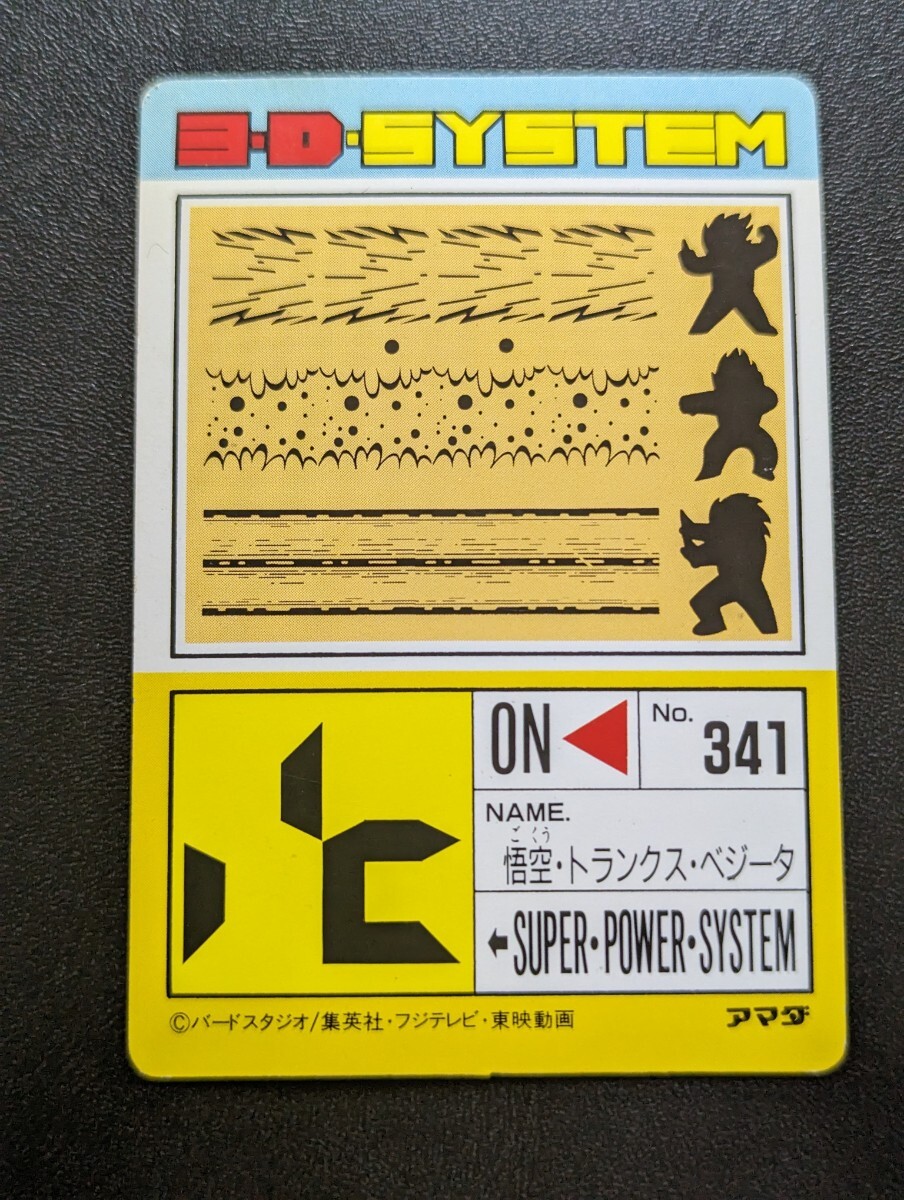 3·D·SYSTEM
ON
No.
341
NAME.
ごくう
悟空・トランクス・ベジータ
←SUPER・POWER・SYSTEM
©バードスタジオ/集英社・フジテレビ・東映動画
アマダ